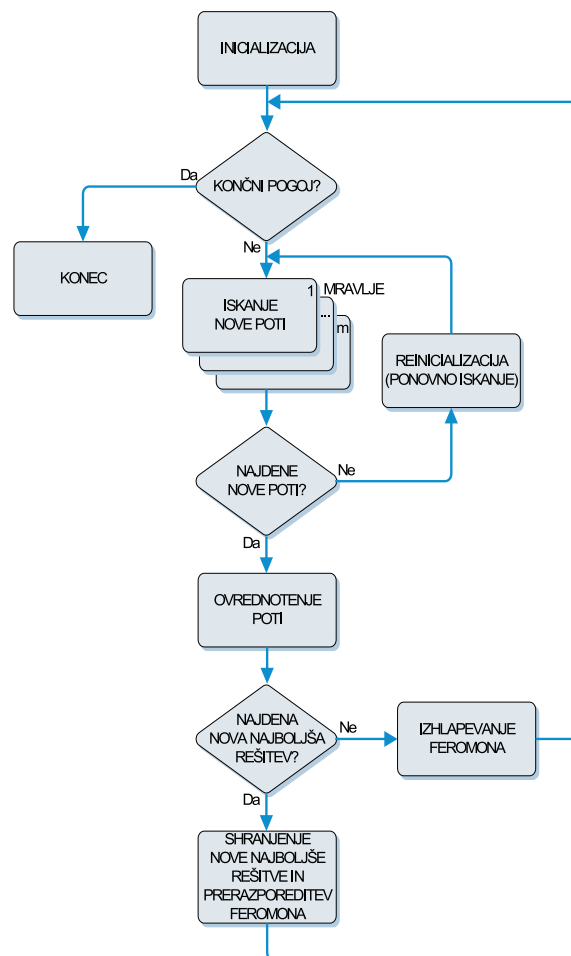 INICIALIZACIJA
Da
KONČNI POGOJ?
Ne
KONEC
1
MRAVLJE
ISKANJE
NOVE POTI
...
m
REINICIALIZACIJA
(PONOVNO ISKANJE)
NAJDENE
NOVE POTI?
Ne
Da
OVREDNOTENJE
POTI
NAJDENA
NOVA NAJBOLJŠA
REŠITEV?
Ne
IZHLAPEVANJE
FEROMONA
Da
SHRANJENJE
NOVE NAJBOLJŠE
REŠITVE IN
PRERAZPOREDITEV
FEROMONA